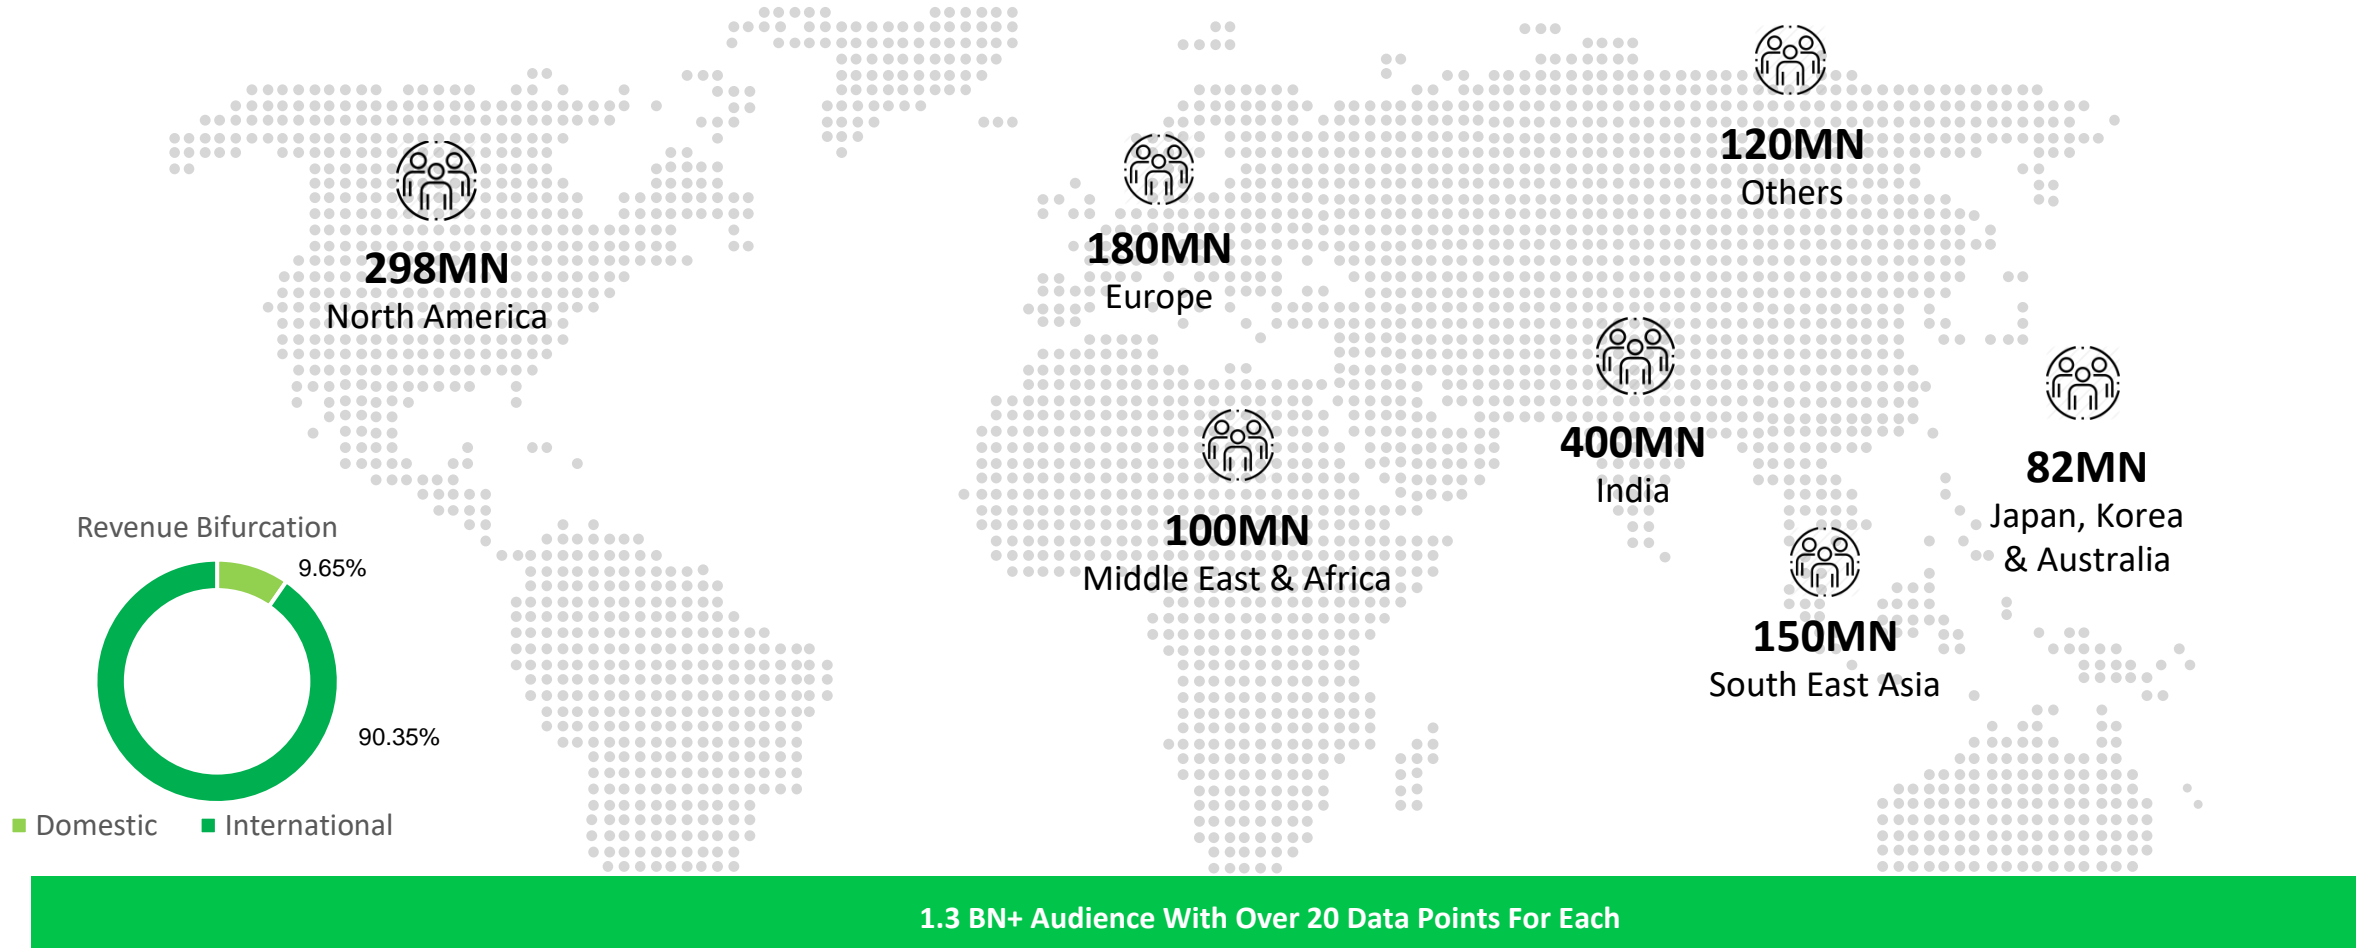 120MN
Others
298MN
North America
180MN
Europe
400MN
India
82MN
Japan, Korea
& Australia
100MN
Middle East & Africa
150MN
South East Asia
Revenue Bifurcation
9.65%
90.35%
Domestic
International
1.3 BN+ Audience With Over 20 Data Points For Each